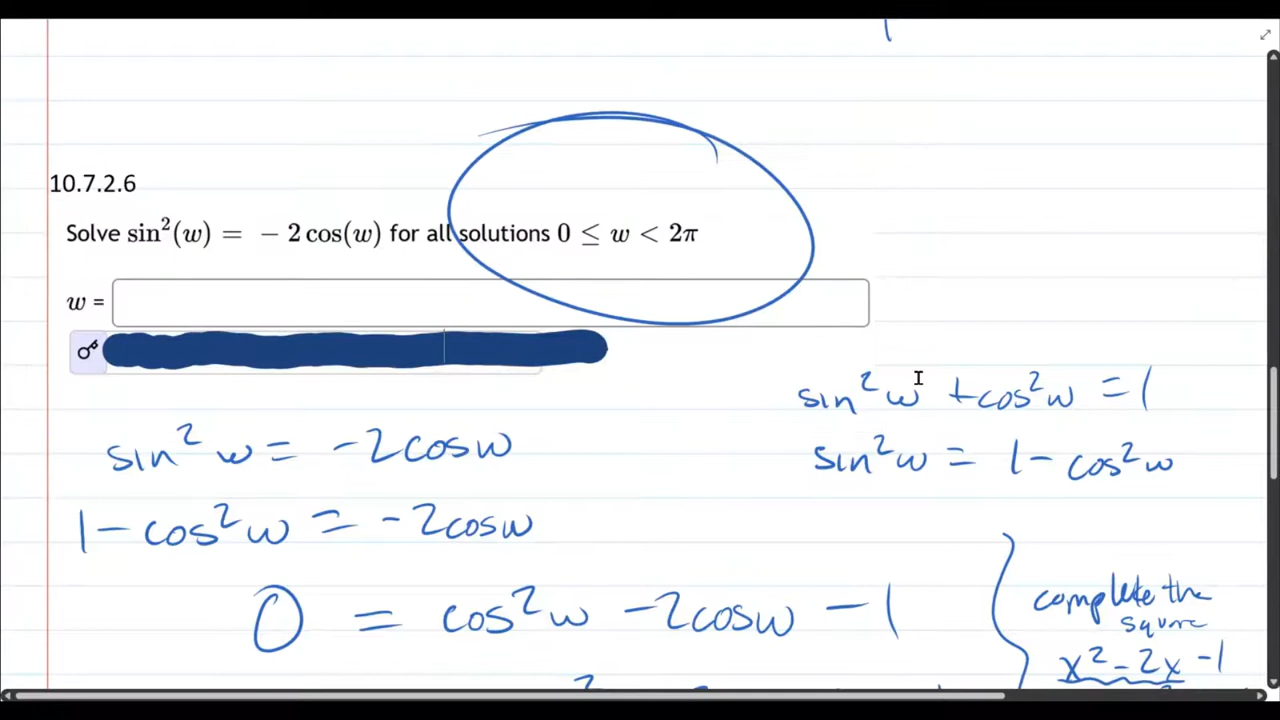 10.7.2.6
Solve sin²(w) = − 2 cos(w) for all solutions 0 ≤ w < 2π
w =
sin²w + cos²w = 1
sin²w = -2cosw
sin²w = 1 - cos²w
1 - cos²w = -2cosw
0 = cos²w - 2cosw - 1
complete the
square
x² - 2x - 1